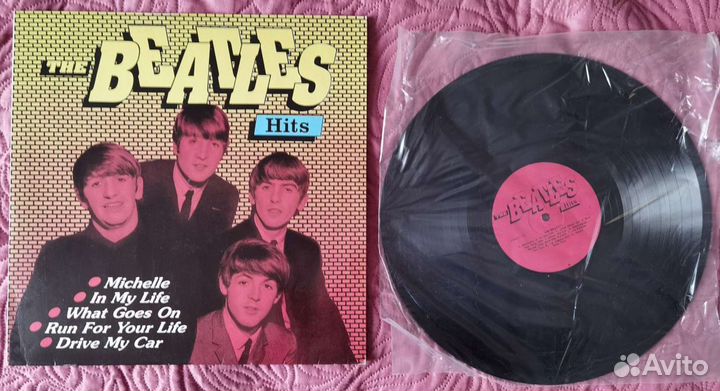 THE BEATLES
Hits
Michelle
In My Life
What Goes On
Run For Your Life
Drive My Car
THE BEATLES
Hits
Avito